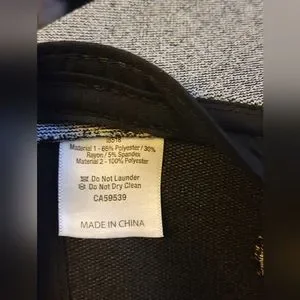 Material 1 - 65% Polyester / 30%
Rayon / 5% Spandex
Material 2 - 100% Polyester
Do Not Launder
Do Not Dry Clean
CA59539
MADE IN CHINA